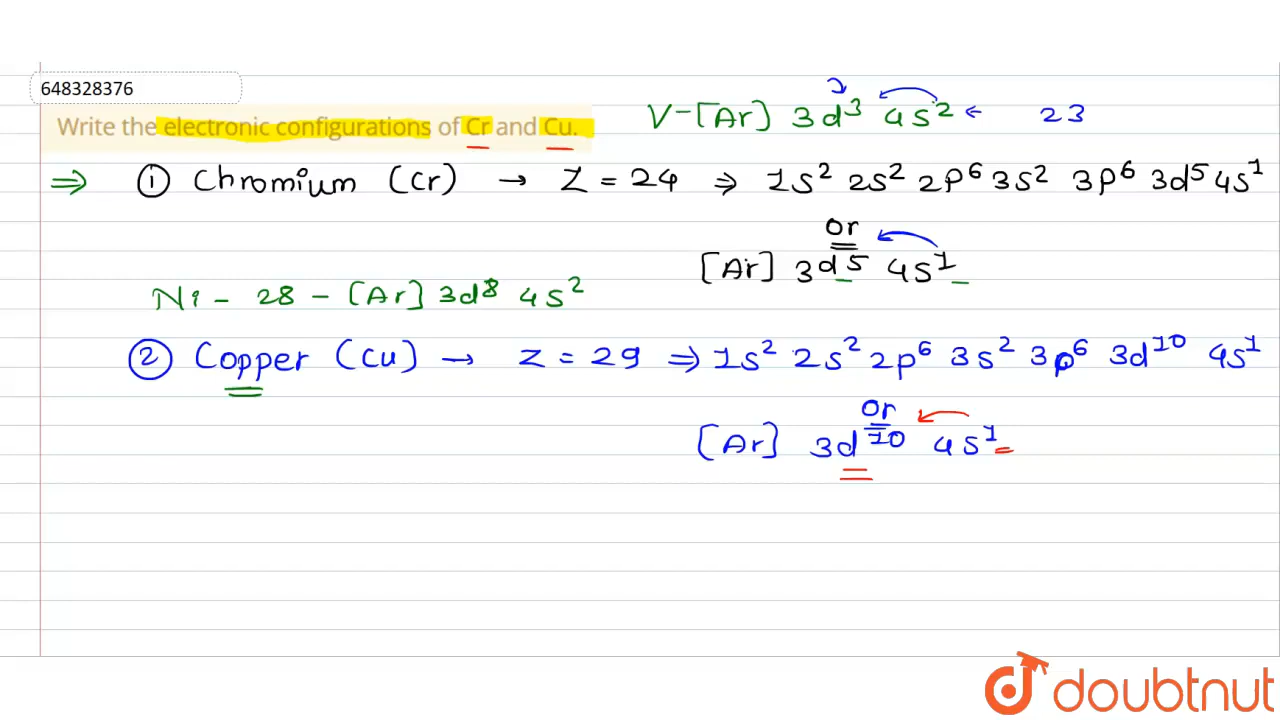 648328376
V-[Ar] 3d³ 4s² ← 23
Write the electronic configurations of Cr and Cu.
⇒ ① Chromium (Cr) → Z = 24 ⇒ 1s² 2s² 2p⁶ 3s² 3p⁶ 3d⁵ 4s¹
or
[Ar] 3d⁵ 4s¹
Ni - 28 - [Ar] 3d⁸ 4s²
② Copper (Cu) → Z = 29 ⇒ 1s² 2s² 2p⁶ 3s² 3p⁶ 3d¹⁰ 4s¹
or
[Ar] 3d¹⁰ 4s¹
doubtnut